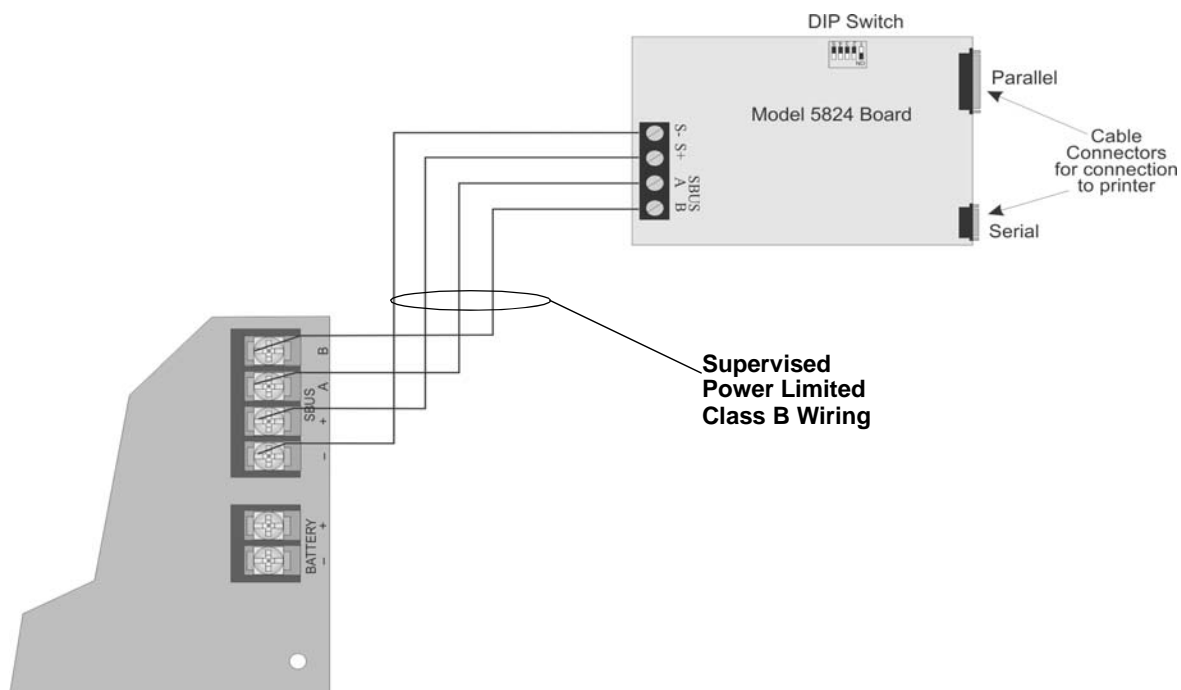 DIP Switch
Model 5824 Board
Parallel
Cable
Connectors
for connection
to printer
Serial
S-
S+
A
B
SBUS
Supervised
Power Limited
Class B Wiring
B
A
+
–
SBUS
+
–
BATTERY